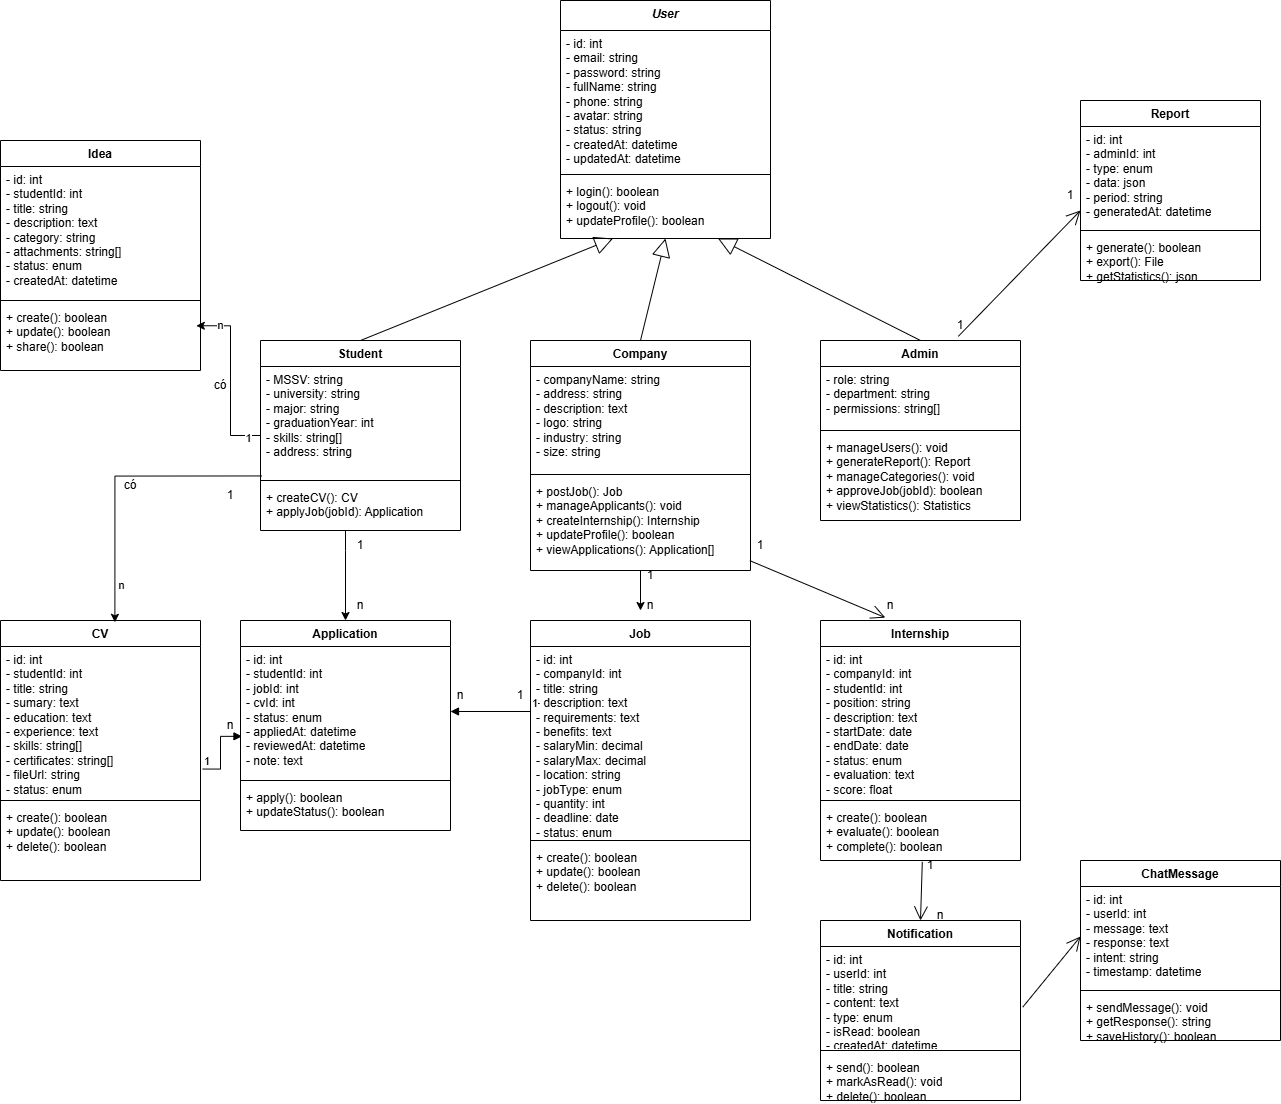 User
- id: int
- email: string
- password: string
- fullName: string
- phone: string
- avatar: string
- status: string
- createdAt: datetime
- updatedAt: datetime
+ login(): boolean
+ logout(): void
+ updateProfile(): boolean
Report
- id: int
- adminId: int
- type: enum
- data: json
- period: string
- generatedAt: datetime
+ generate(): boolean
+ export(): File
+ getStatistics(): json
1
1
Idea
- id: int
- studentId: int
- title: string
- description: text
- category: string
- attachments: string[]
- status: enum
- createdAt: datetime
+ create(): boolean
+ update(): boolean
+ share(): boolean
n
có
1
Student
- MSSV: string
- university: string
- major: string
- graduationYear: int
- skills: string[]
- address: string
+ createCV(): CV
+ applyJob(jobId): Application
Company
- companyName: string
- address: string
- description: text
- logo: string
- industry: string
- size: string
+ postJob(): Job
+ manageApplicants(): void
+ createInternship(): Internship
+ updateProfile(): boolean
+ viewApplications(): Application[]
Admin
- role: string
- department: string
- permissions: string[]
+ manageUsers(): void
+ generateReport(): Report
+ manageCategories(): void
+ approveJob(jobId): boolean
+ viewStatistics(): Statistics
có
1
n
1
n
1
n
1
n
CV
- id: int
- studentId: int
- title: string
- sumary: text
- education: text
- experience: text
- skills: string[]
- certificates: string[]
- fileUrl: string
- status: enum
+ create(): boolean
+ update(): boolean
+ delete(): boolean
n
1
Application
- id: int
- studentId: int
- jobId: int
- cvId: int
- status: enum
- appliedAt: datetime
- reviewedAt: datetime
- note: text
+ apply(): boolean
+ updateStatus(): boolean
n
1
1
Job
- id: int
- companyId: int
- title: string
- description: text
- requirements: text
- benefits: text
- salaryMin: decimal
- salaryMax: decimal
- location: string
- jobType: enum
- quantity: int
- deadline: date
- status: enum
+ create(): boolean
+ update(): boolean
+ delete(): boolean
Internship
- id: int
- companyId: int
- studentId: int
- position: string
- description: text
- startDate: date
- endDate: date
- status: enum
- evaluation: text
- score: float
+ create(): boolean
+ evaluate(): boolean
+ complete(): boolean
1
n
Notification
- id: int
- userId: int
- title: string
- content: text
- type: enum
- isRead: boolean
- createdAt: datetime
+ send(): boolean
+ markAsRead(): void
+ delete(): boolean
ChatMessage
- id: int
- userId: int
- message: text
- response: text
- intent: string
- timestamp: datetime
+ sendMessage(): void
+ getResponse(): string
+ saveHistory(): boolean